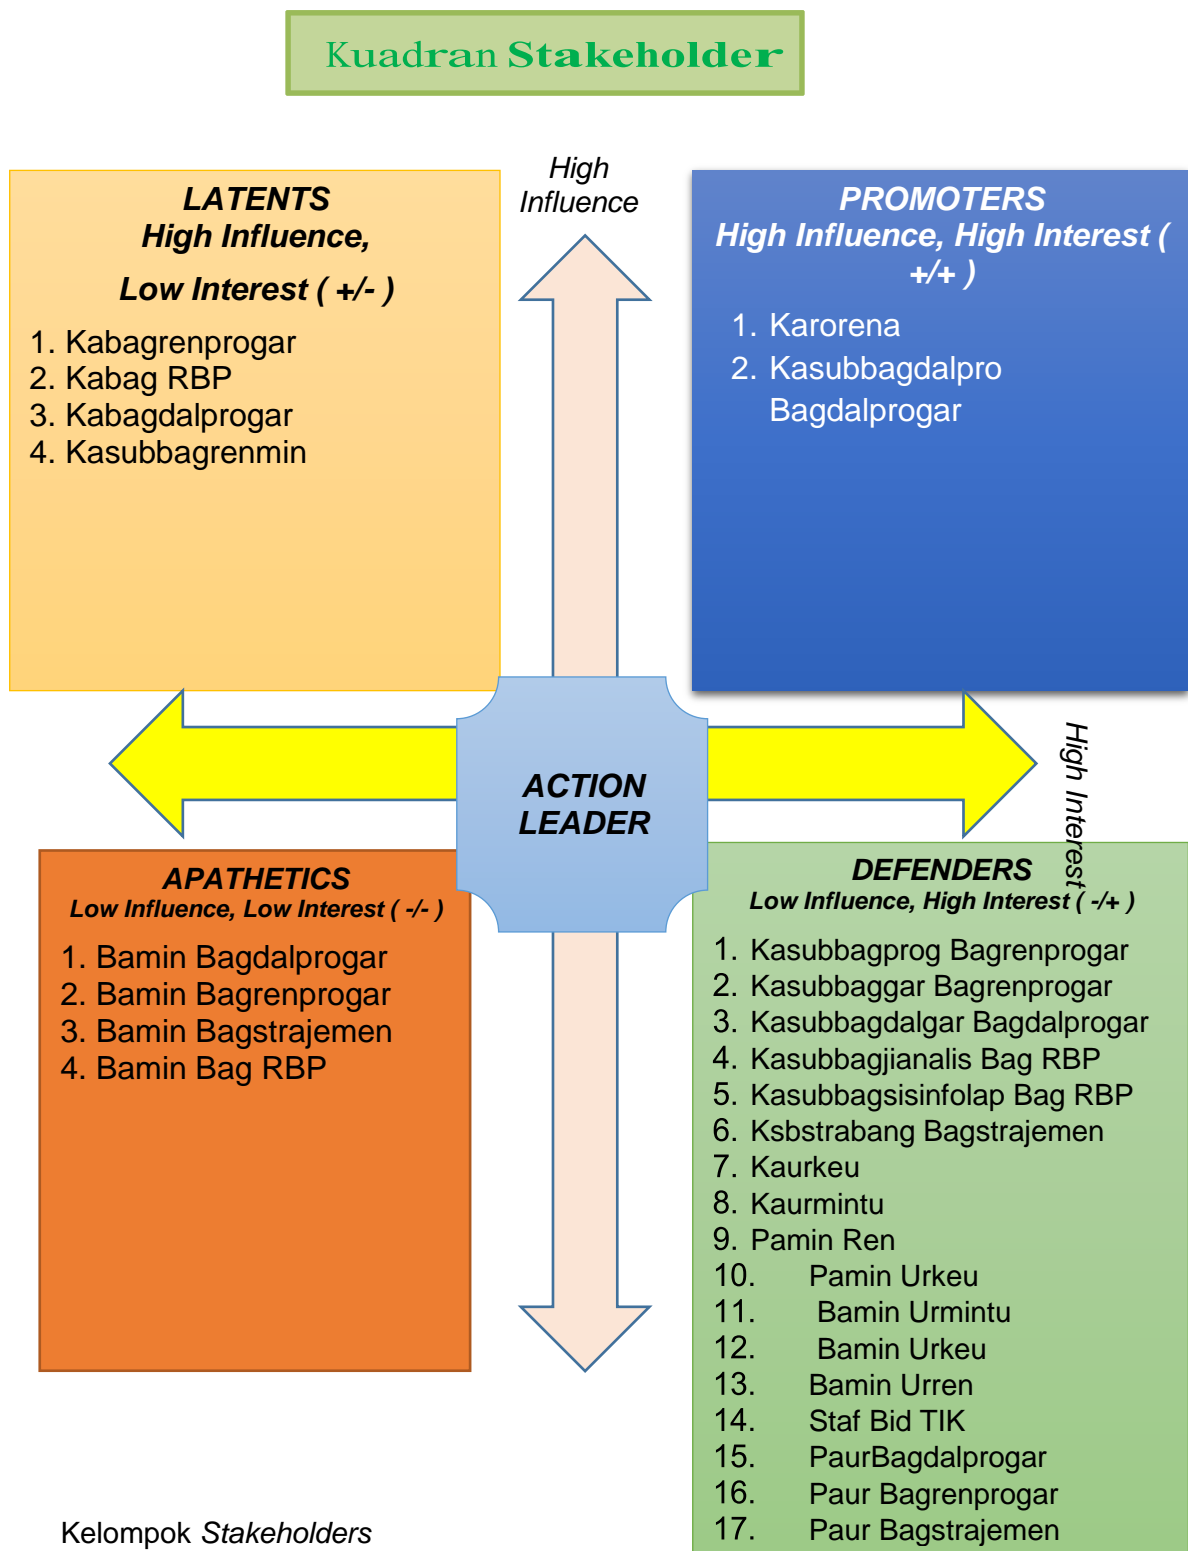 Kuadran Stakeholder
High
Influence
LATENTS
High Influence,
Low Interest ( +/- )
1. Kabagrenprogar
2. Kabag RBP
3. Kabagdalprogar
4. Kasubbagrenmin
PROMOTERS
High Influence, High Interest (
+/+ )
1. Karorena
2. Kasubbagdalpro
Bagdalprogar
High Interest
ACTION
LEADER
APATHETICS
Low Influence, Low Interest ( -/- )
1. Bamin Bagdalprogar
2. Bamin Bagrenprogar
3. Bamin Bagstrajemen
4. Bamin Bag RBP
DEFENDERS
Low Influence, High Interest ( -/+ )
1. Kasubbagprog Bagrenprogar
2. Kasubbaggar Bagrenprogar
3. Kasubbagdalgar Bagdalprogar
4. Kasubbagjianalis Bag RBP
5. Kasubbagsisinfolap Bag RBP
6. Ksbstrabang Bagstrajemen
7. Kaurkeu
8. Kaurmintu
9. Pamin Ren
10. Pamin Urkeu
11. Bamin Urmintu
12. Bamin Urkeu
13. Bamin Urren
14. Staf Bid TIK
15. PaurBagdalprogar
16. Paur Bagrenprogar
17. Paur Bagstrajemen
Kelompok Stakeholders